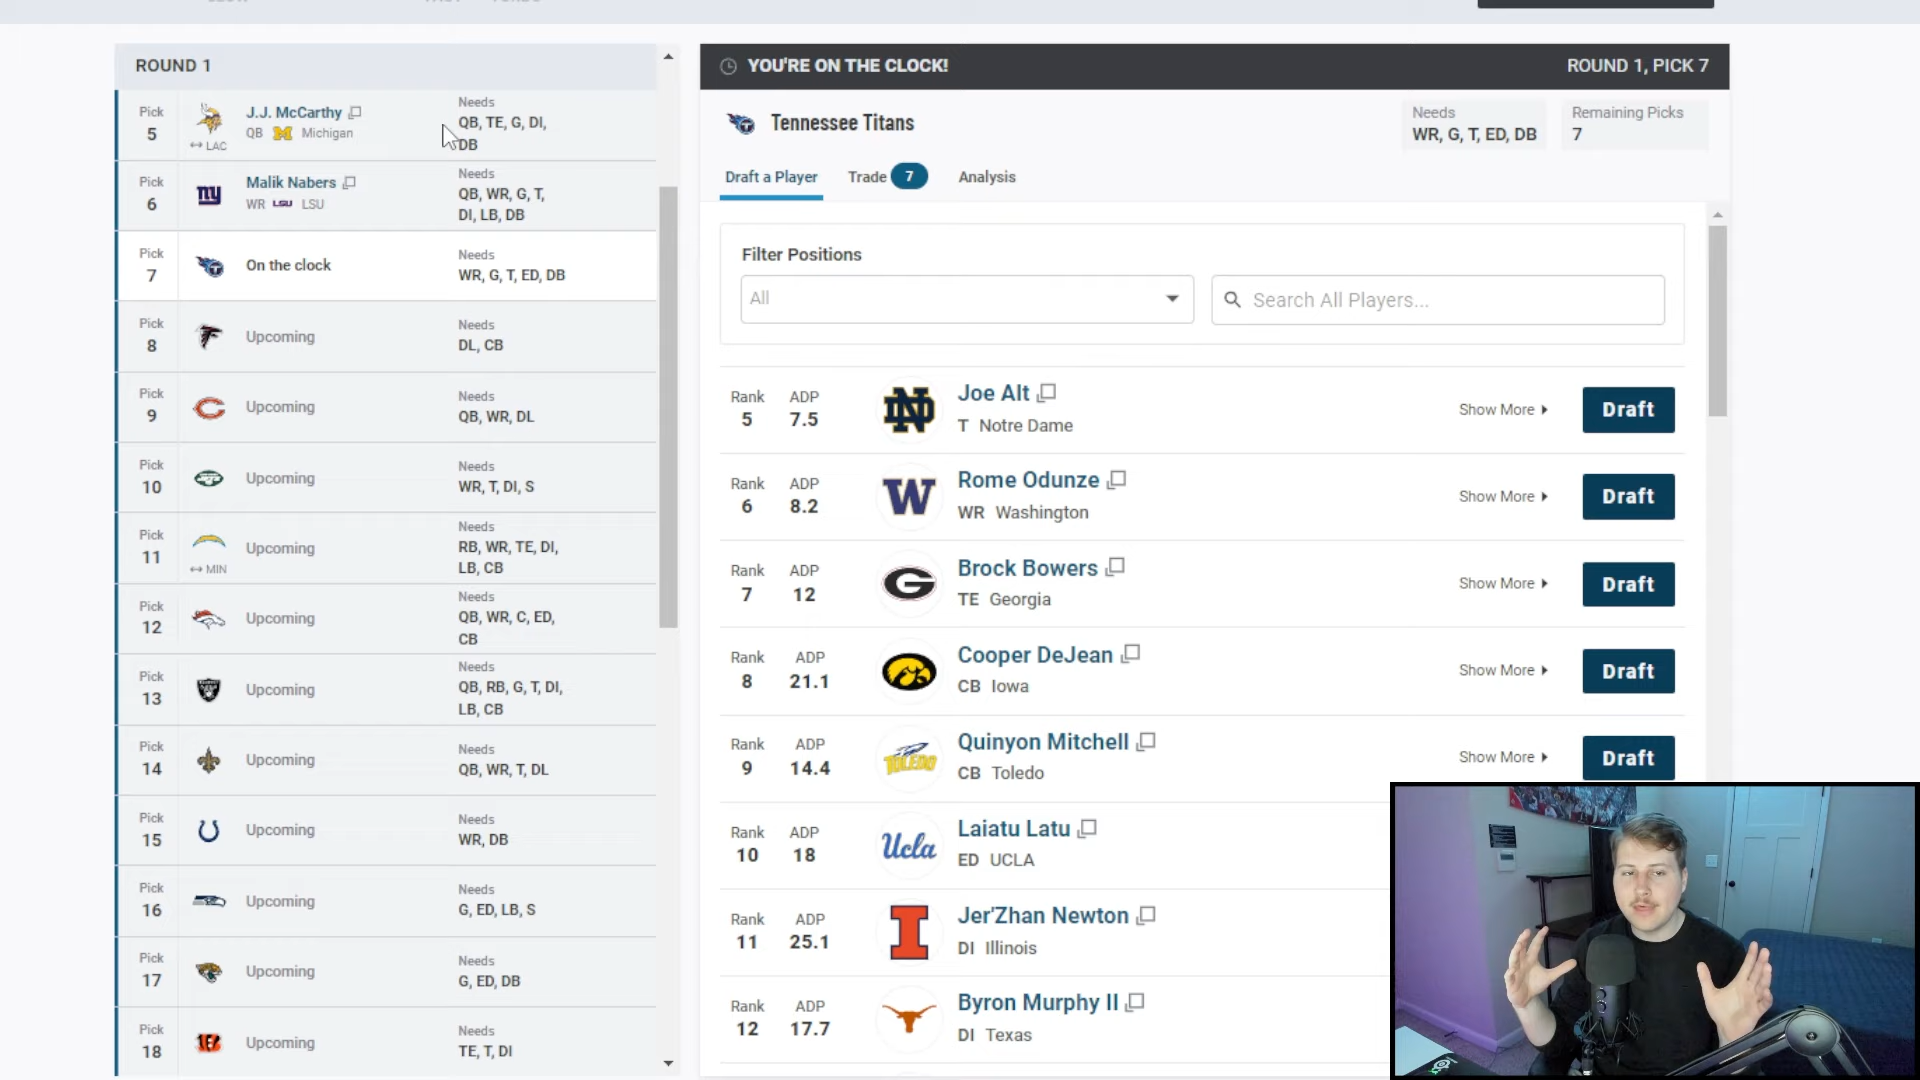 ROUND 1
Pick
5
LAC
J.J. McCarthy
QB M Michigan
Needs
QB, TE, G, DI,
DB
Pick
6
ny
Malik Nabers
WR LSU LSU
Needs
QB, WR, G, T,
DI, LB, DB
Pick
7
On the clock
Needs
WR, G, T, ED, DB
Pick
8
Upcoming
Needs
DL, CB
Pick
9
Upcoming
Needs
QB, WR, DL
Pick
10
Upcoming
Needs
WR, T, DI, S
Pick
11
MIN
Upcoming
Needs
RB, WR, TE, DI,
LB, CB
Pick
12
Upcoming
Needs
QB, WR, C, ED,
CB
Pick
13
Upcoming
Needs
QB, RB, G, T, DI,
LB, CB
Pick
14
Upcoming
Needs
QB, WR, T, DL
Pick
15
Upcoming
Needs
WR, DB
Pick
16
Upcoming
Needs
G, ED, LB, S
Pick
17
Upcoming
Needs
G, ED, DB
Pick
18
Upcoming
Needs
TE, T, DI
YOU'RE ON THE CLOCK!
ROUND 1, PICK 7
Tennessee Titans
Needs
WR, G, T, ED, DB
Remaining Picks
7
Draft a Player
Trade 7
Analysis
Filter Positions
All
Search All Players...
Rank
5
ADP
7.5
ND
Joe Alt
T Notre Dame
Show More
Draft
Rank
6
ADP
8.2
W
Rome Odunze
WR Washington
Show More
Draft
Rank
7
ADP
12
G
Brock Bowers
TE Georgia
Show More
Draft
Rank
8
ADP
21.1
Cooper DeJean
CB Iowa
Show More
Draft
Rank
9
ADP
14.4
TOLEDO
Quinyon Mitchell
CB Toledo
Show More
Draft
Rank
10
ADP
18
Ucla
Laiatu Latu
ED UCLA
Rank
11
ADP
25.1
I
Jer'Zhan Newton
DI Illinois
Rank
12
ADP
17.7
Byron Murphy II
DI Texas